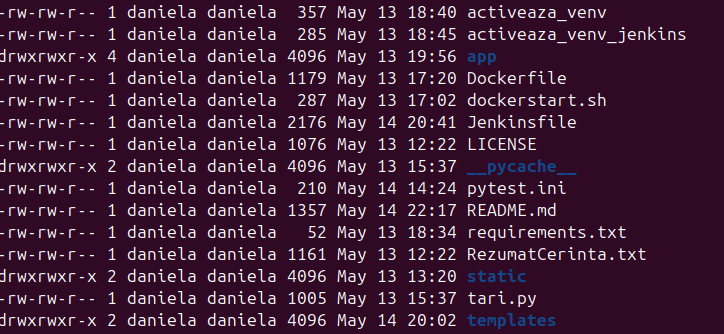 -rw-rw-r-- 1 daniela daniela  357 May 13 18:40 activeaza_venv
-rw-rw-r-- 1 daniela daniela  285 May 13 18:45 activeaza_venv_jenkins
drwxrwxr-x 4 daniela daniela 4096 May 13 19:56 app
-rw-rw-r-- 1 daniela daniela 1179 May 13 17:20 Dockerfile
-rw-rw-r-- 1 daniela daniela  287 May 13 17:02 dockerstart.sh
-rw-rw-r-- 1 daniela daniela 2176 May 14 20:41 Jenkinsfile
-rw-rw-r-- 1 daniela daniela 1076 May 13 12:22 LICENSE
drwxrwxr-x 2 daniela daniela 4096 May 13 15:37 __pycache__
-rw-rw-r-- 1 daniela daniela  210 May 14 14:24 pytest.ini
-rw-rw-r-- 1 daniela daniela 1357 May 14 22:17 README.md
-rw-rw-r-- 1 daniela daniela   52 May 13 18:34 requirements.txt
-rw-rw-r-- 1 daniela daniela 1161 May 13 12:22 RezumatCerinta.txt
drwxrwxr-x 2 daniela daniela 4096 May 13 13:20 static
-rw-rw-r-- 1 daniela daniela 1005 May 13 15:37 tari.py
drwxrwxr-x 2 daniela daniela 4096 May 14 20:02 templates